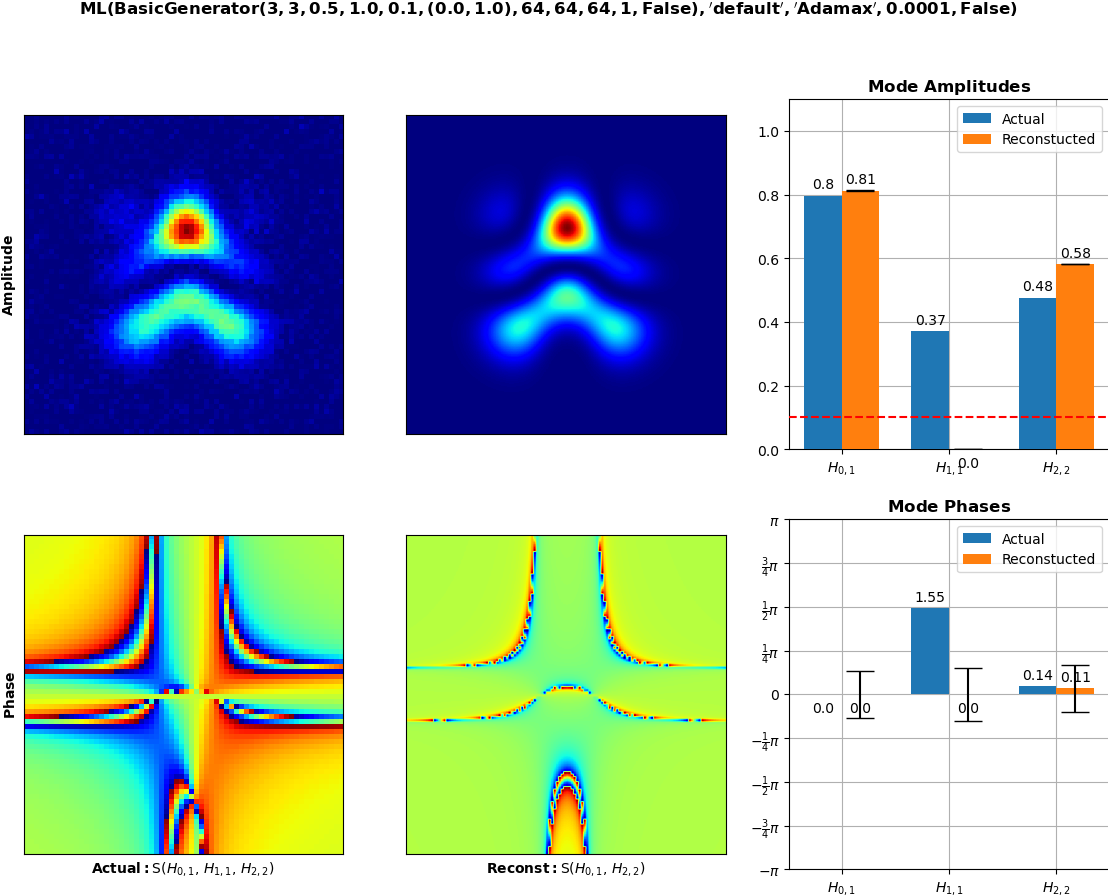 ML(BasicGenerator(3, 3, 0.5, 1.0, 0.1, (0.0, 1.0), 64, 64, 64, 1, False), 'default', 'Adamax', 0.0001, False)
Amplitude
Mode Amplitudes
Actual
Reconstucted
1.0
0.8
0.6
0.4
0.2
0.0
0.8
0.81
0.37
0.0
0.48
0.58
H0,1
H1,1
H2,2
Phase
Actual: S(H0,1, H1,1, H2,2)
Reconst: S(H0,1, H2,2)
Mode Phases
Actual
Reconstucted
π
3/4π
1/2π
1/4π
0
−1/4π
−1/2π
−3/4π
−π
0.0
0.0
1.55
0.0
0.14
0.11
H0,1
H1,1
H2,2